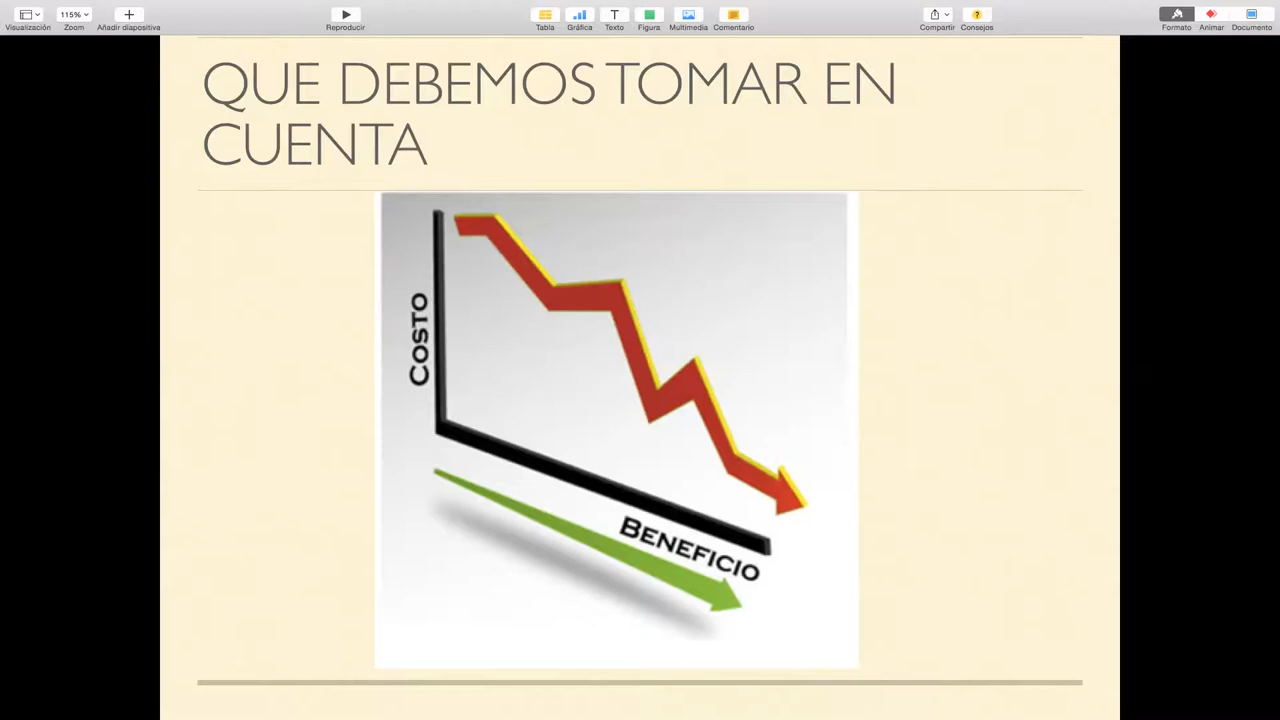 115%
Visualización Zoom Añadir diapositiva Reproducir Tabla Gráfica Texto Figura Multimedia Comentario Compartir Consejos Formato Animar Documento
QUE DEBEMOS TOMAR EN
CUENTA
COSTO
BENEFICIO